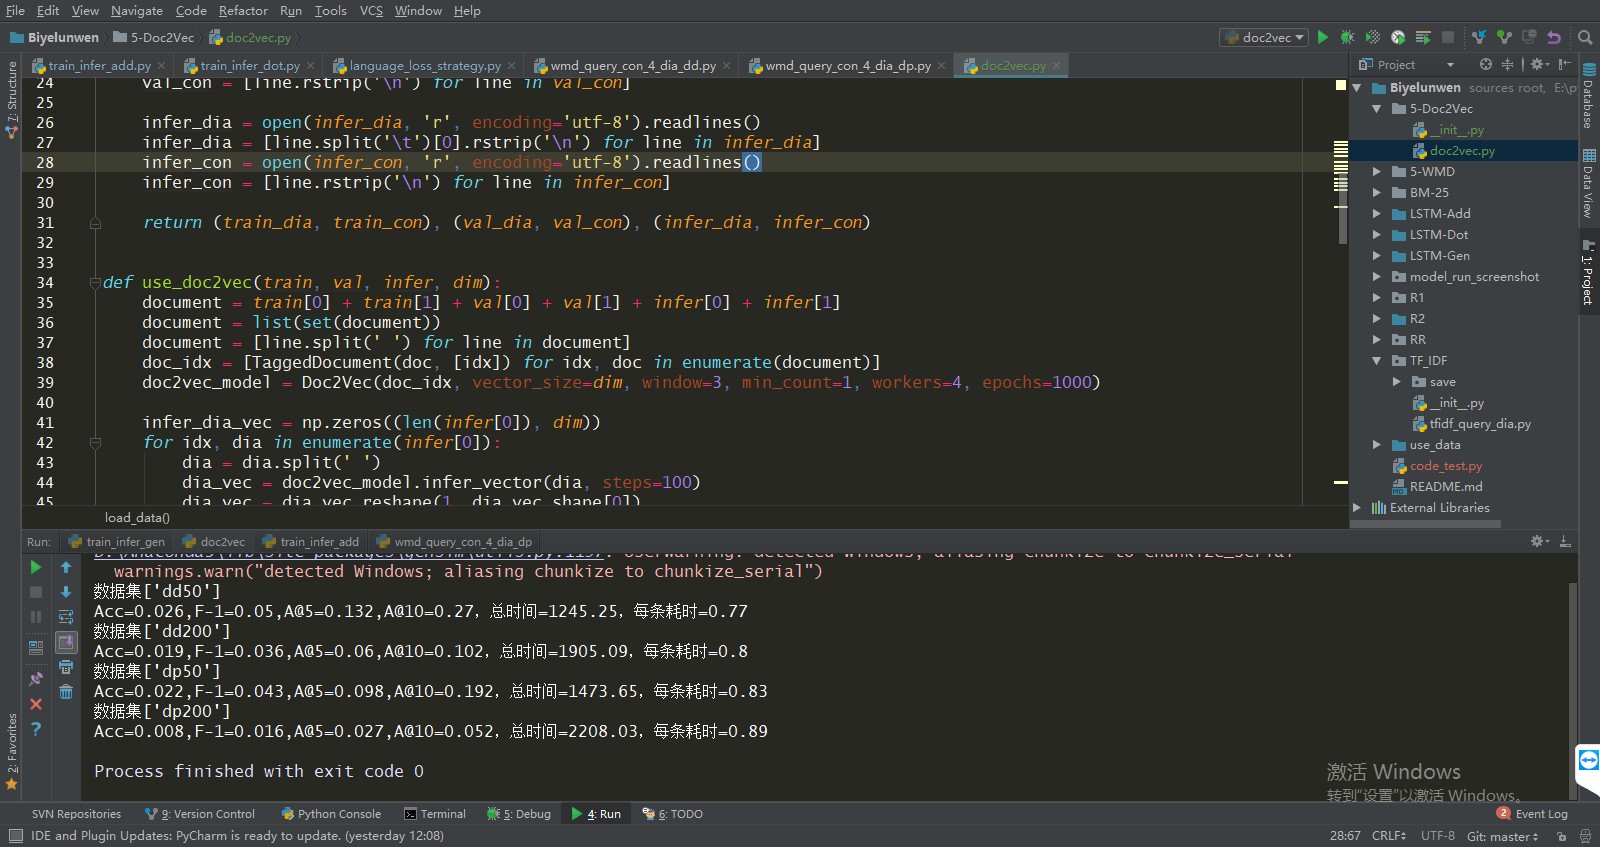 File Edit View Navigate Code Refactor Run Tools VCS Window Help
Biyelunwen 5-Doc2Vec doc2vec.py doc2vec
train_infer_add.py train_infer_dot.py language_loss_strategy.py wmd_query_con_4_dia_dd.py wmd_query_con_4_dia_dp.py doc2vec.py
24 val_con = [line.rstrip('\n') for line in val_con]
25
26 infer_dia = open(infer_dia, 'r', encoding='utf-8').readlines()
27 infer_dia = [line.split('\t')[0].rstrip('\n') for line in infer_dia]
28 infer_con = open(infer_con, 'r', encoding='utf-8').readlines()
29 infer_con = [line.rstrip('\n') for line in infer_con]
30
31 return (train_dia, train_con), (val_dia, val_con), (infer_dia, infer_con)
32
33
34 def use_doc2vec(train, val, infer, dim):
35 document = train[0] + train[1] + val[0] + val[1] + infer[0] + infer[1]
36 document = list(set(document))
37 document = [line.split(' ') for line in document]
38 doc_idx = [TaggedDocument(doc, [idx]) for idx, doc in enumerate(document)]
39 doc2vec_model = Doc2Vec(doc_idx, vector_size=dim, window=3, min_count=1, workers=4, epochs=1000)
40
41 infer_dia_vec = np.zeros((len(infer[0]), dim))
42 for idx, dia in enumerate(infer[0]):
43 dia = dia.split(' ')
44 dia_vec = doc2vec_model.infer_vector(dia, steps=100)
45 dia_vec = dia_vec.reshape(1, dia_vec.shape[0])
load_data()
Project
Biyelunwen sources root, E:\p
5-Doc2Vec
__init__.py
doc2vec.py
5-WMD
BM-25
LSTM-Add
LSTM-Dot
LSTM-Gen
model_run_screenshot
R1
R2
RR
TF_IDF
save
__init__.py
tfidf_query_dia.py
use_data
code_test.py
README.md
External Libraries
7: Structure
2: Favorites
Database
Data View
1: Project
Run: train_infer_gen doc2vec train_infer_add wmd_query_con_4_dia_dp
D:\Anaconda3\lib\site-packages\gensim\utils.py:1197: UserWarning: detected Windows; aliasing chunkize to chunkize_serial
warnings.warn("detected Windows; aliasing chunkize to chunkize_serial")
数据集['dd50']
Acc=0.026,F-1=0.05,A@5=0.132,A@10=0.27，总时间=1245.25，每条耗时=0.77
数据集['dd200']
Acc=0.019,F-1=0.036,A@5=0.06,A@10=0.102，总时间=1905.09，每条耗时=0.8
数据集['dp50']
Acc=0.022,F-1=0.043,A@5=0.098,A@10=0.192，总时间=1473.65，每条耗时=0.83
数据集['dp200']
Acc=0.008,F-1=0.016,A@5=0.027,A@10=0.052，总时间=2208.03，每条耗时=0.89
Process finished with exit code 0
激活 Windows
转到"设置"以激活 Windows。
SVN Repositories 9: Version Control Python Console Terminal 5: Debug 4: Run 6: TODO 2 Event Log
IDE and Plugin Updates: PyCharm is ready to update. (yesterday 12:08) 28:67 CRLF UTF-8 Git: master